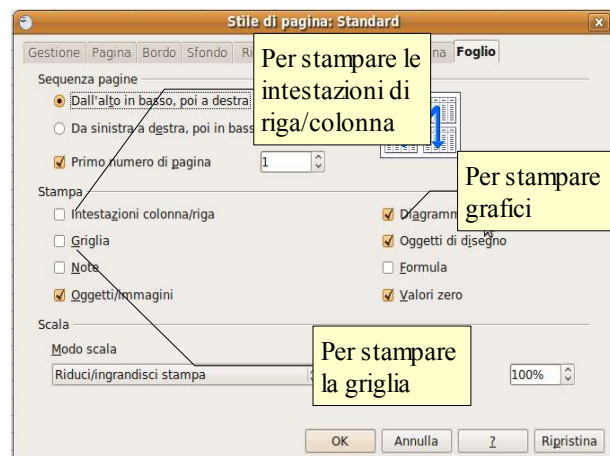 Stile di pagina: Standard
Gestione Pagina Bordo Sfondo Foglio
Per stampare le
intestazioni di
riga/colonna
Sequenza pagine
Dall'alto in basso, poi a destra
Da sinistra a destra, poi in bass
Primo numero di pagina 1
Stampa
Per stampare
grafici
Intestazioni colonna/riga
Diagramm
Griglia
Oggetti di disegno
Note
Formula
Oggetti/immagini
Valori zero
Scala
Modo scala
Per stampare
la griglia
Riduci/ingrandisci stampa
100%
OK Annulla ? Ripristina